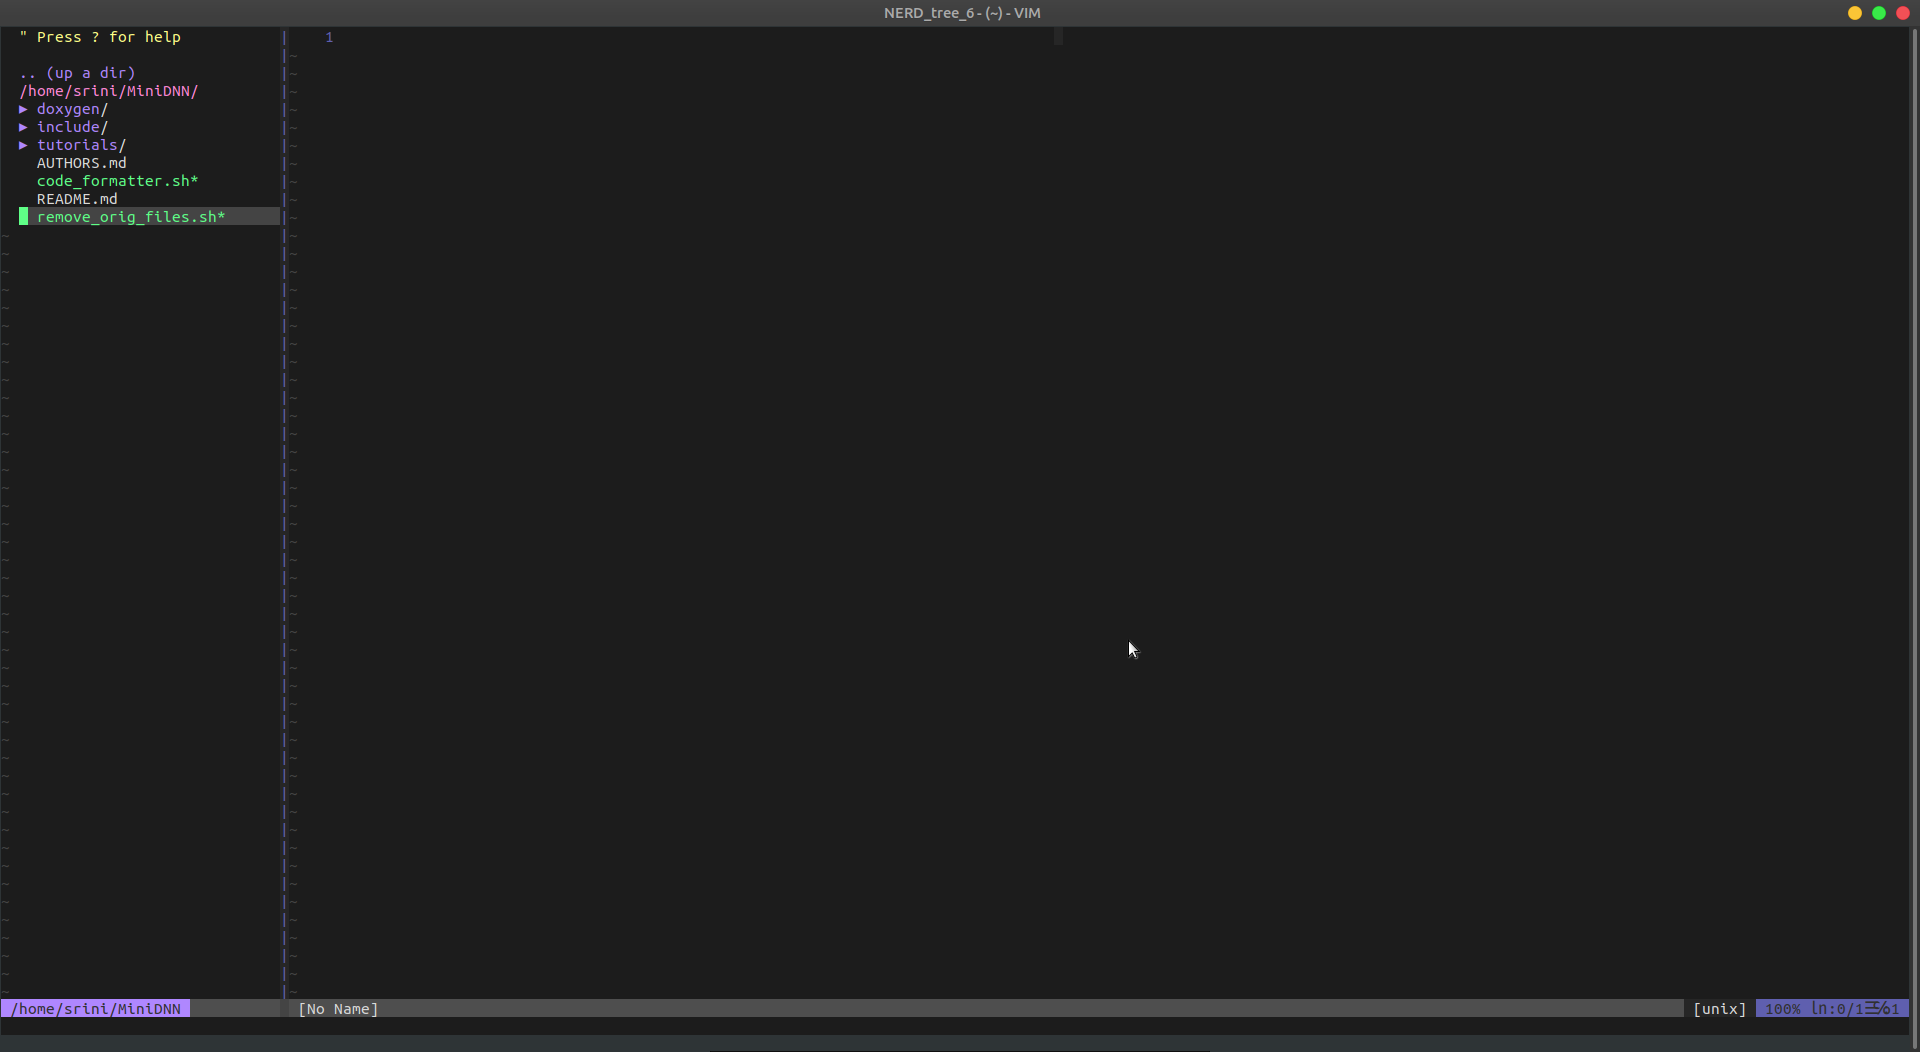 NERD_tree_6 - (~) - VIM
" Press ? for help
.. (up a dir)
/home/srini/MiniDNN/
▶ doxygen/
▶ include/
▶ tutorials/
AUTHORS.md
code_formatter.sh*
README.md
remove_orig_files.sh*
1
/home/srini/MiniDNN
[No Name]
[unix]
100% ln:0/1